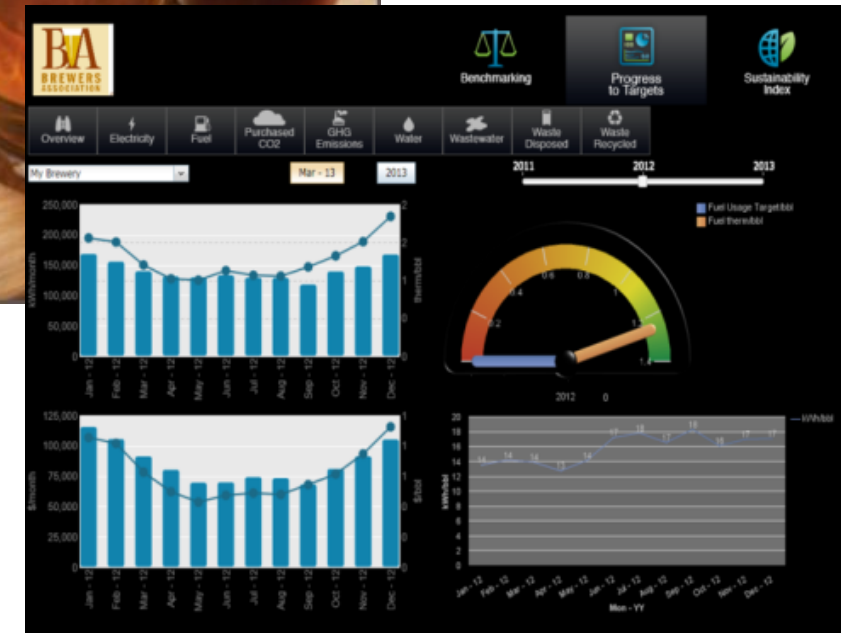 BA
BREWERS
ASSOCIATION
Benchmarking
Progress
to Targets
Sustainability
Index
Overview
Electricity
Fuel
Purchased
CO2
GHG
Emissions
Water
Wastewater
Waste
Disposed
Waste
Recycled
My Brewery
Mar - 13
2013
2011 2012 2013
250,000
200,000
150,000
100,000
50,000
0
kWh/month
2
2
1
0
0
therm/bbl
Jan - 12
Feb - 12
Mar - 12
Apr - 12
May - 12
Jun - 12
Jul - 12
Aug - 12
Sep - 12
Oct - 12
Nov - 12
Dec - 12
Fuel Usage Target/bbl
Fuel therm/bbl
0.2
0.4
0.6
0.8
1
1.4
2012 0
125,000
100,000
75,000
50,000
25,000
0
$/month
1
1
1
0
0
$/bbl
Jan - 12
Feb - 12
Mar - 12
Apr - 12
May - 12
Jun - 12
Jul - 12
Aug - 12
Sep - 12
Oct - 12
Nov - 12
Dec - 12
20
18
16
14
12
10
8
6
4
2
0
kWh/bbl
14 14 14 13 14 17 18 17 18 16 17 17
kWh/bbl
Jan - 12
Feb - 12
Mar - 12
Apr - 12
May - 12
Jun - 12
Jul - 12
Aug - 12
Sep - 12
Oct - 12
Nov - 12
Dec - 12
Mon - YY